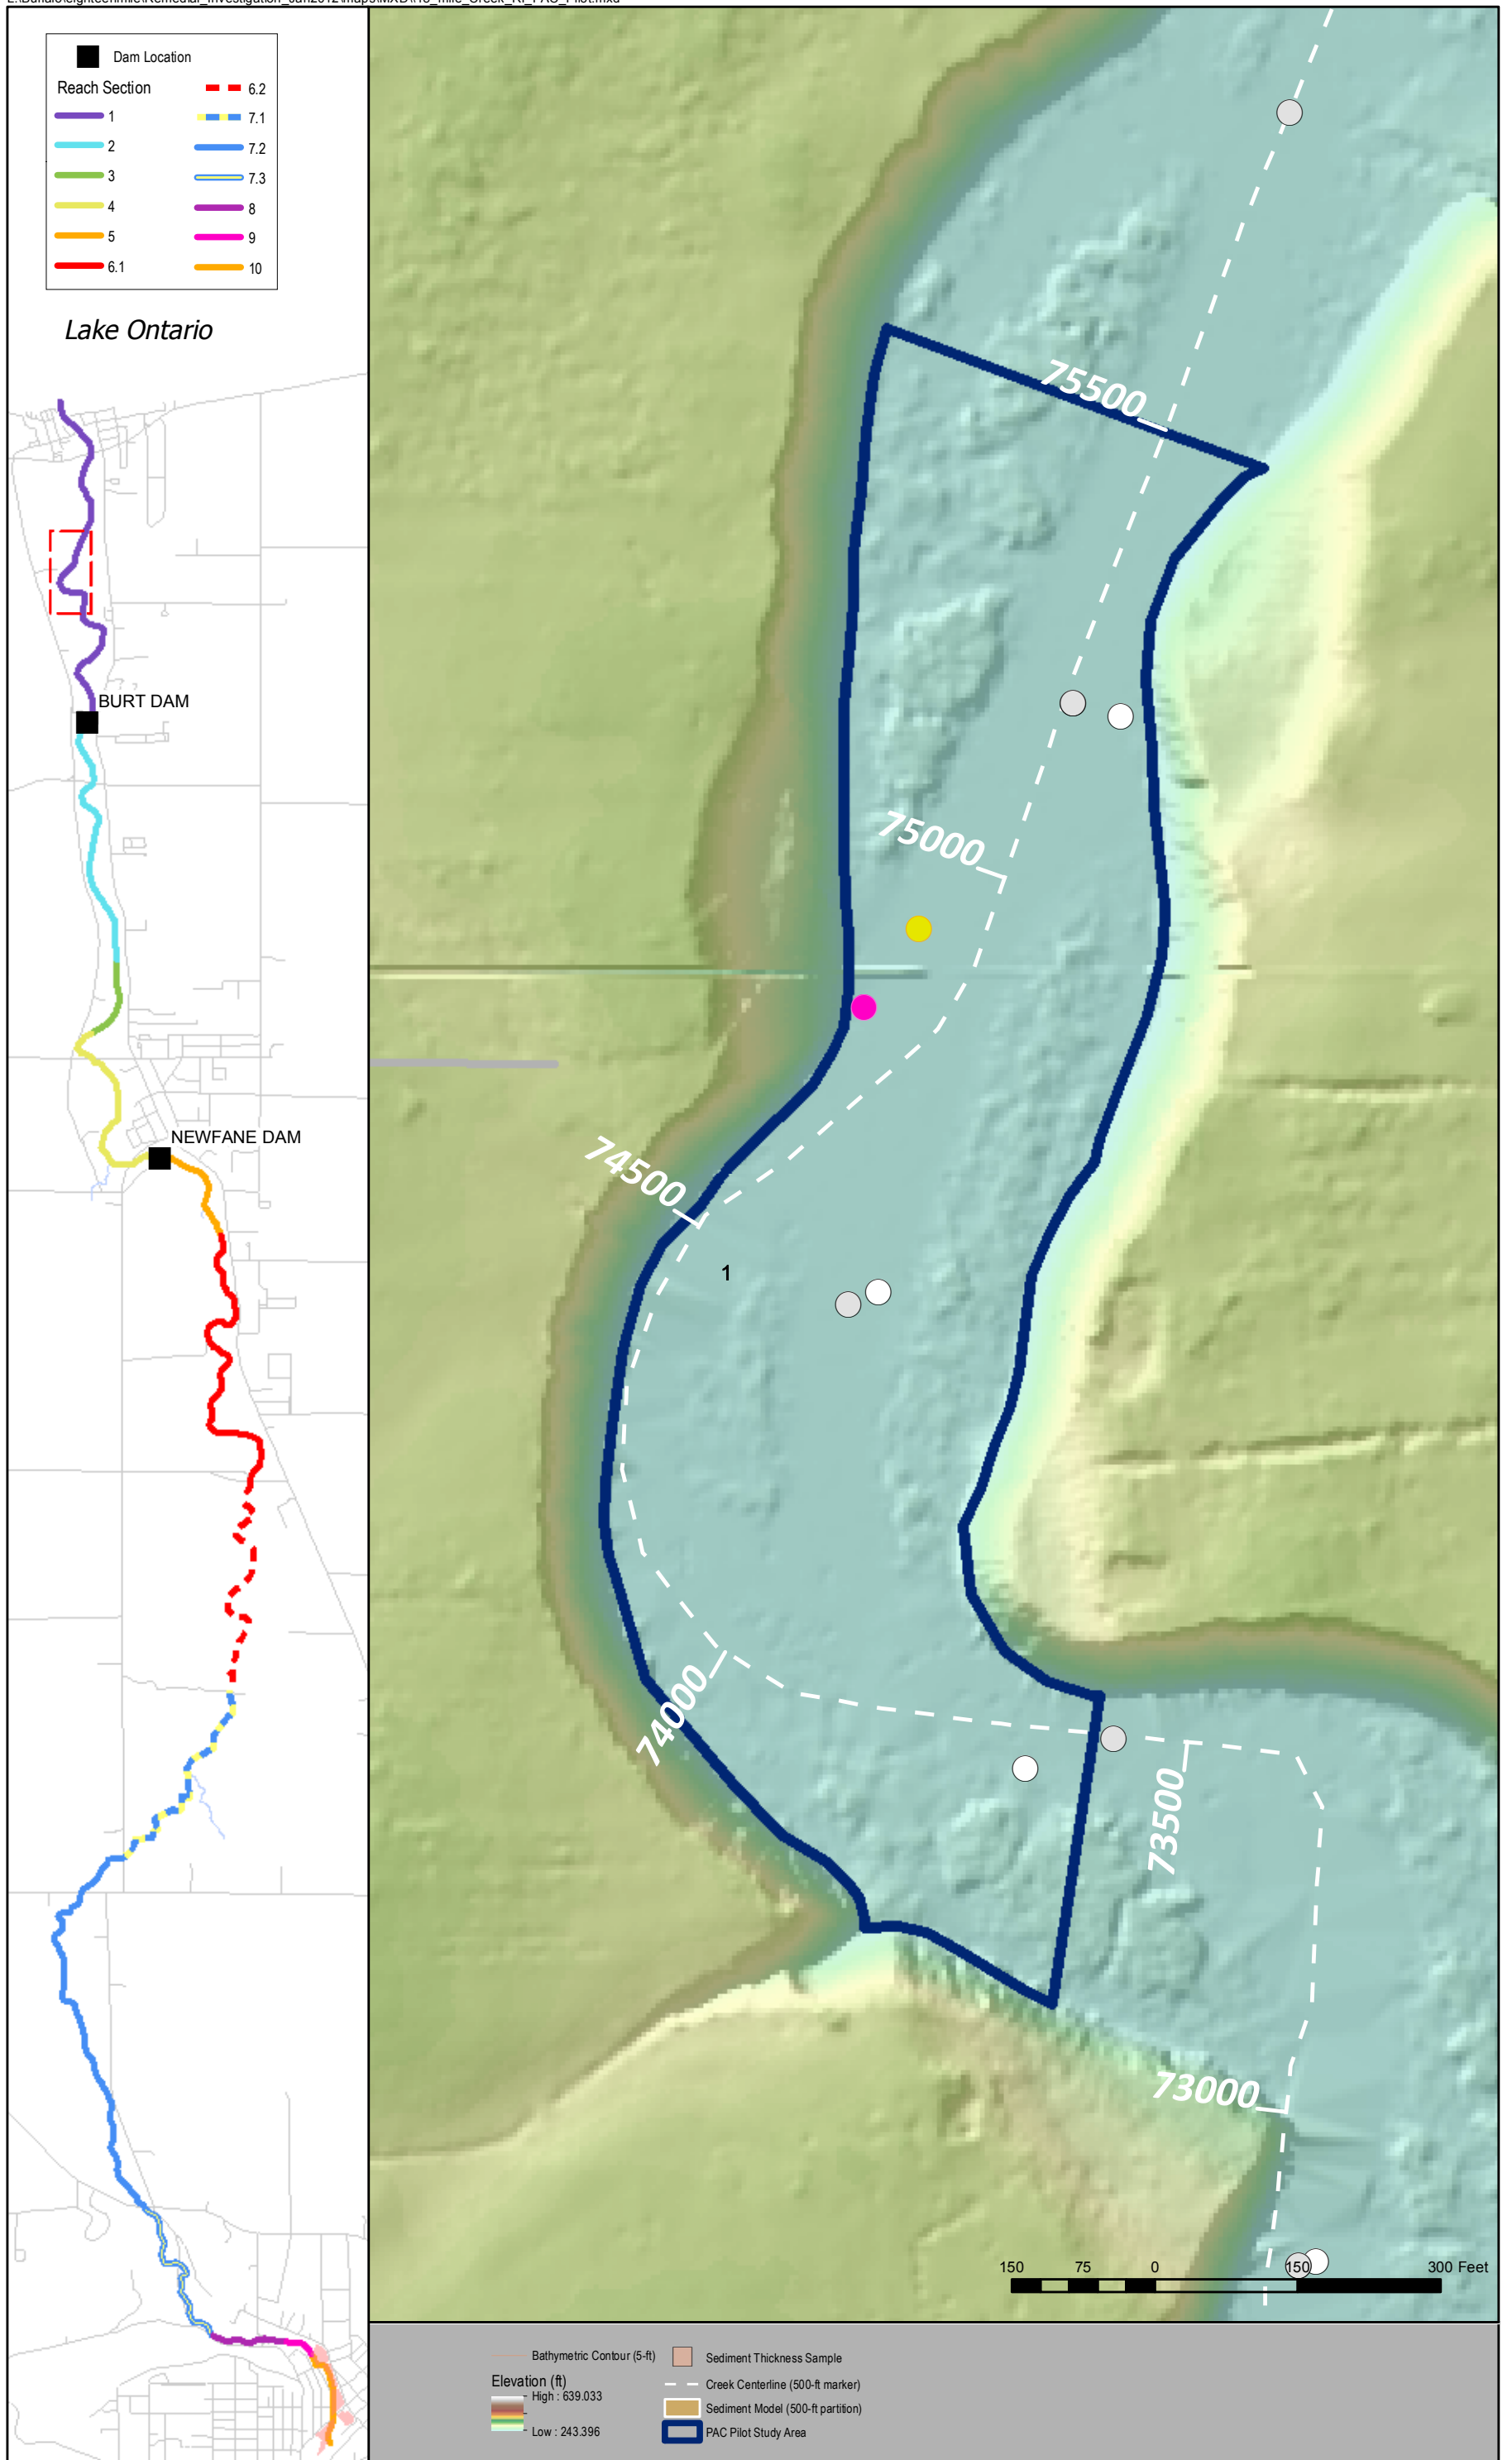 Dam Location
Reach Section
1
2
3
4
5
6.1
6.2
7.1
7.2
7.3
8
9
10
Lake Ontario
BURT DAM
NEWFANE DAM
75500
75000
74500
1
74000
73500
73000
150 75 0 150 300 Feet
Bathymetric Contour (5-ft)
Elevation (ft)
High : 639.033
Low : 243.396
Sediment Thickness Sample
Creek Centerline (500-ft marker)
Sediment Model (500-ft partition)
PAC Pilot Study Area